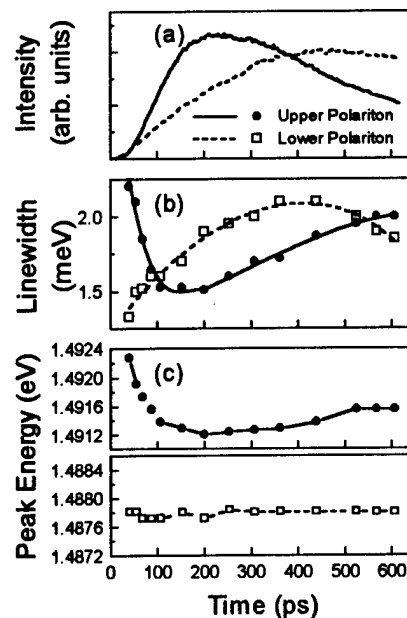 (a)
Intensity
(arb. units)
Upper Polariton
Lower Polariton
(b)
Linewidth
(meV)
2.0
1.5
(c)
Peak Energy (eV)
1.4924
1.4920
1.4916
1.4912
1.4884
1.4880
1.4876
1.4872
0 100 200 300 400 500 600
Time (ps)